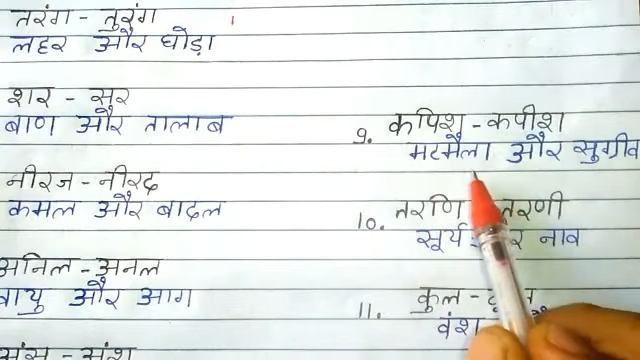 तरंग - तुरंग
लहर और घोड़ा
शर - सर
बाण और तालाब
नीरज - नीरद
कमल और बादल
अनिल - अनल
वायु और आग
9. कपिश - कपीश
मटमैला और सुग्रीव
10. तरणि तरणी
सूर्य नाव
11. कुल -
वंश